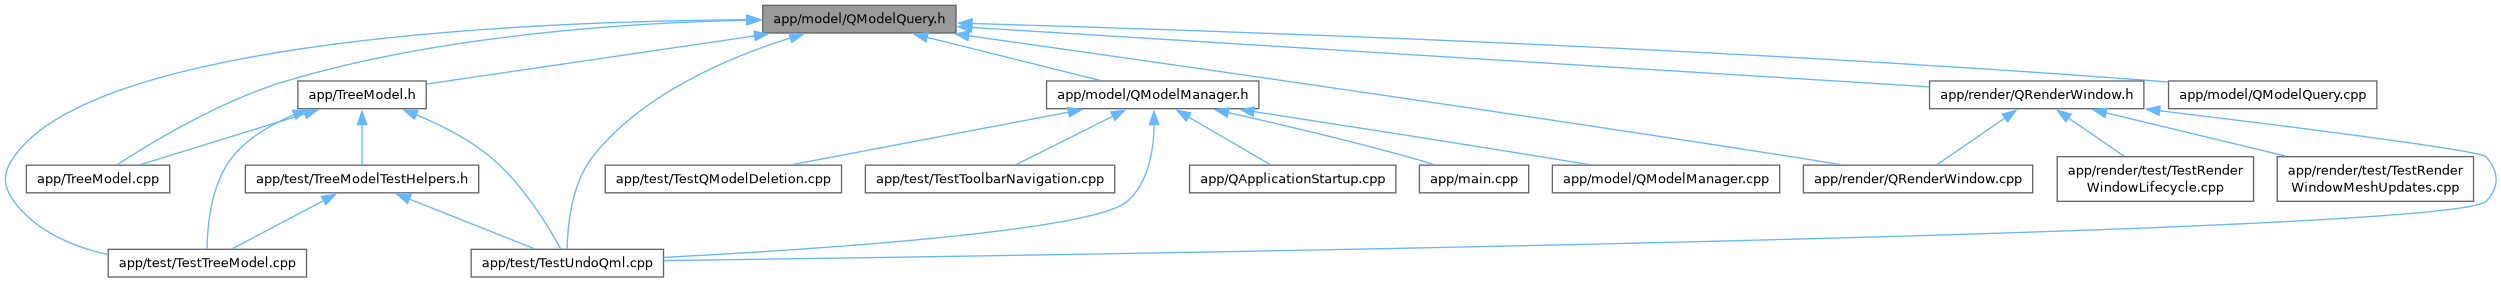 app/model/QModelQuery.h
app/TreeModel.h
app/model/QModelManager.h
app/render/QRenderWindow.h
app/model/QModelQuery.cpp
app/TreeModel.cpp
app/test/TreeModelTestHelpers.h
app/test/TestQModelDeletion.cpp
app/test/TestToolbarNavigation.cpp
app/QApplicationStartup.cpp
app/main.cpp
app/model/QModelManager.cpp
app/render/QRenderWindow.cpp
app/render/test/TestRender
WindowLifecycle.cpp
app/render/test/TestRender
WindowMeshUpdates.cpp
app/test/TestTreeModel.cpp
app/test/TestUndoQml.cpp